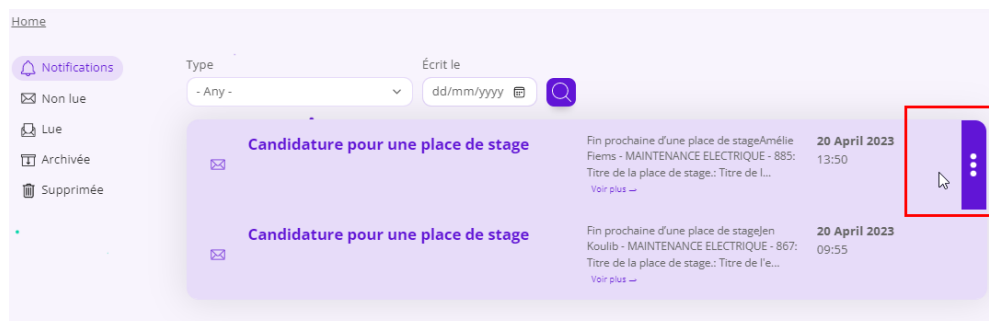 Home
Notifications
Non lue
Lue
Archivée
Supprimée
Type
Écrit le
- Any -
dd/mm/yyyy
Candidature pour une place de stage
Fin prochaine d'une place de stageAmélie
Fiems - MAINTENANCE ELECTRIQUE - 885:
Titre de la place de stage.: Titre de l...
Voir plus
20 April 2023
13:50
Candidature pour une place de stage
Fin prochaine d'une place de stageJen
Koulib - MAINTENANCE ELECTRIQUE - 867:
Titre de la place de stage.: Titre de l'e...
Voir plus
20 April 2023
09:55